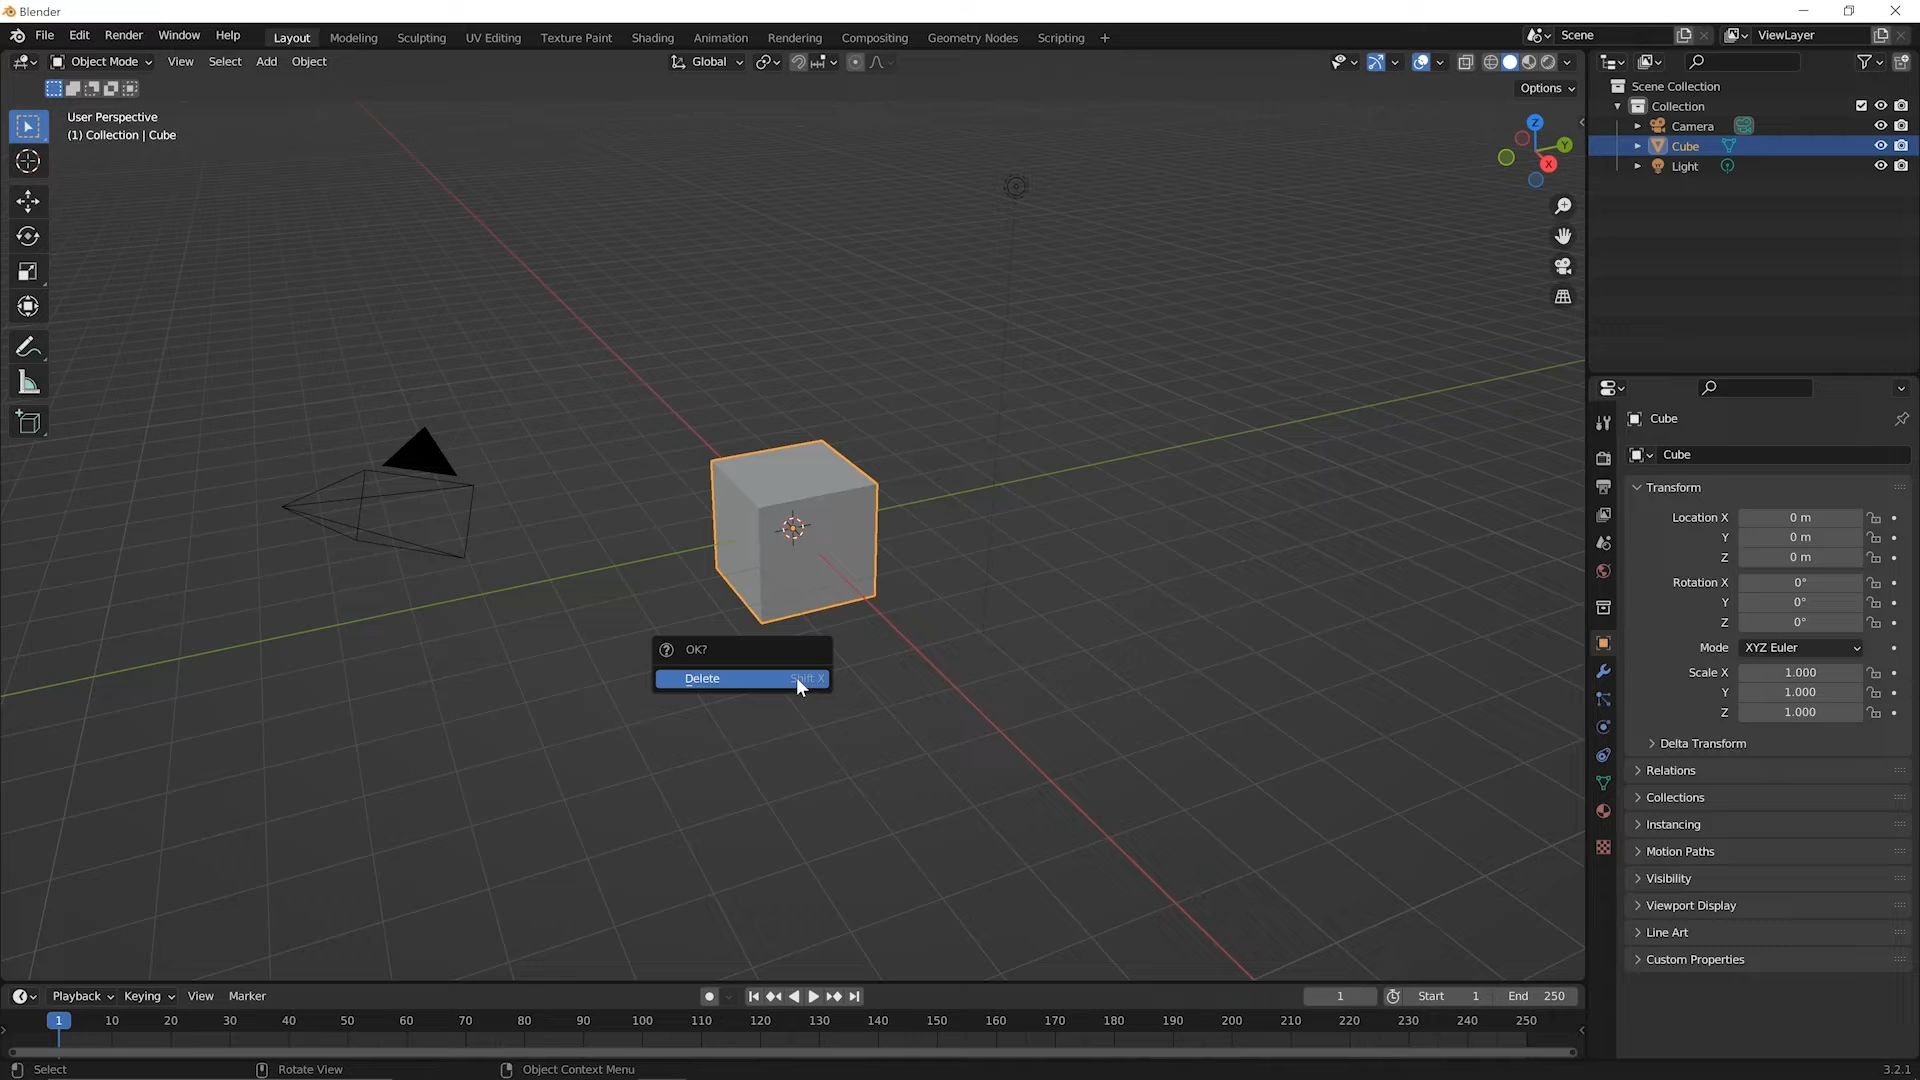 Blender
File Edit Render Window Help Layout Modeling Sculpting UV Editing Texture Paint Shading Animation Rendering Compositing Geometry Nodes Scripting + Scene ViewLayer
Object Mode View Select Add Object Global
Options
User Perspective
(1) Collection | Cube
Z
Y
X
OK?
Delete Shift X
Scene Collection
Collection
Camera
Cube
Light
Cube
Cube
Transform
Location X 0 m
Y 0 m
Z 0 m
Rotation X 0°
Y 0°
Z 0°
Mode XYZ Euler
Scale X 1.000
Y 1.000
Z 1.000
Delta Transform
Relations
Collections
Instancing
Motion Paths
Visibility
Viewport Display
Line Art
Custom Properties
Playback Keying View Marker 1 Start 1 End 250
1 10 20 30 40 50 60 70 80 90 100 110 120 130 140 150 160 170 180 190 200 210 220 230 240 250
Select Rotate View Object Context Menu 3.2.1